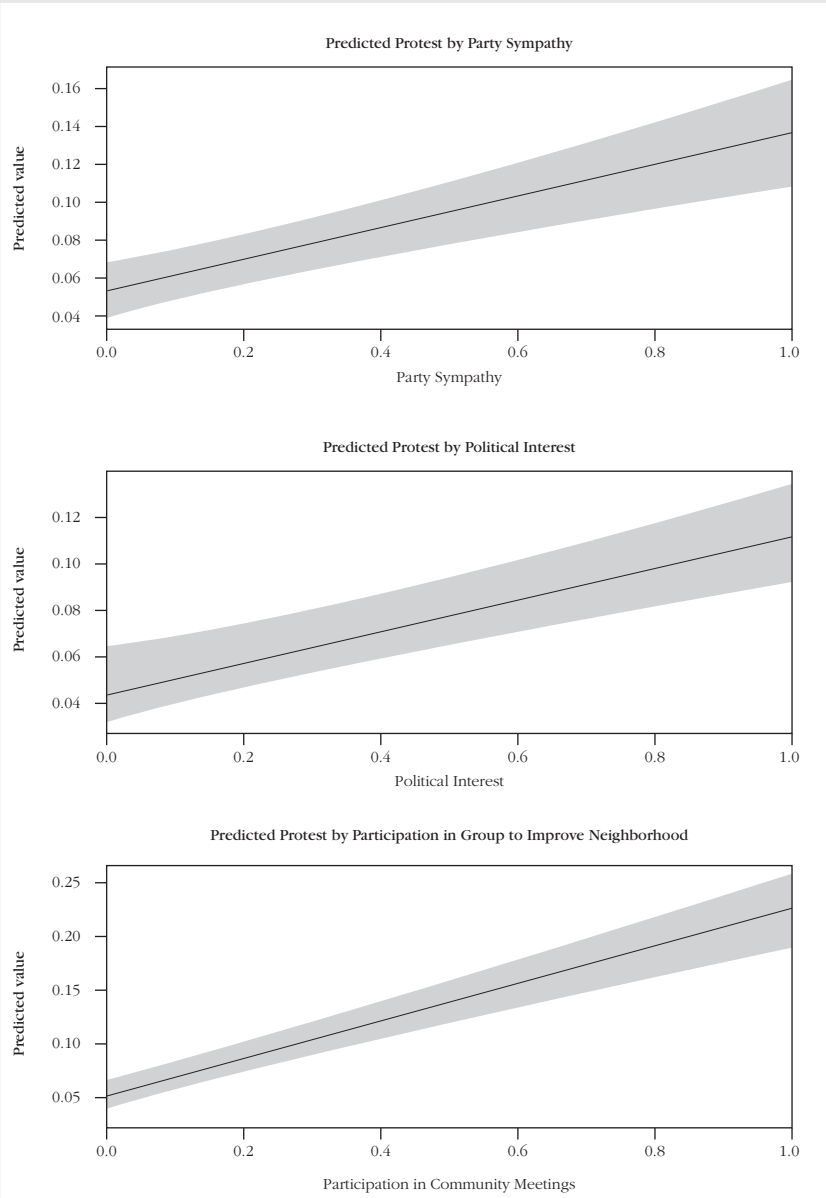 Predicted Protest by Party Sympathy
Predicted value
0.16
0.14
0.12
0.10
0.08
0.06
0.04
0.0 0.2 0.4 0.6 0.8 1.0
Party Sympathy
Predicted Protest by Political Interest
Predicted value
0.12
0.10
0.08
0.06
0.04
0.0 0.2 0.4 0.6 0.8 1.0
Political Interest
Predicted Protest by Participation in Group to Improve Neighborhood
Predicted value
0.25
0.20
0.15
0.10
0.05
0.0 0.2 0.4 0.6 0.8 1.0
Participation in Community Meetings